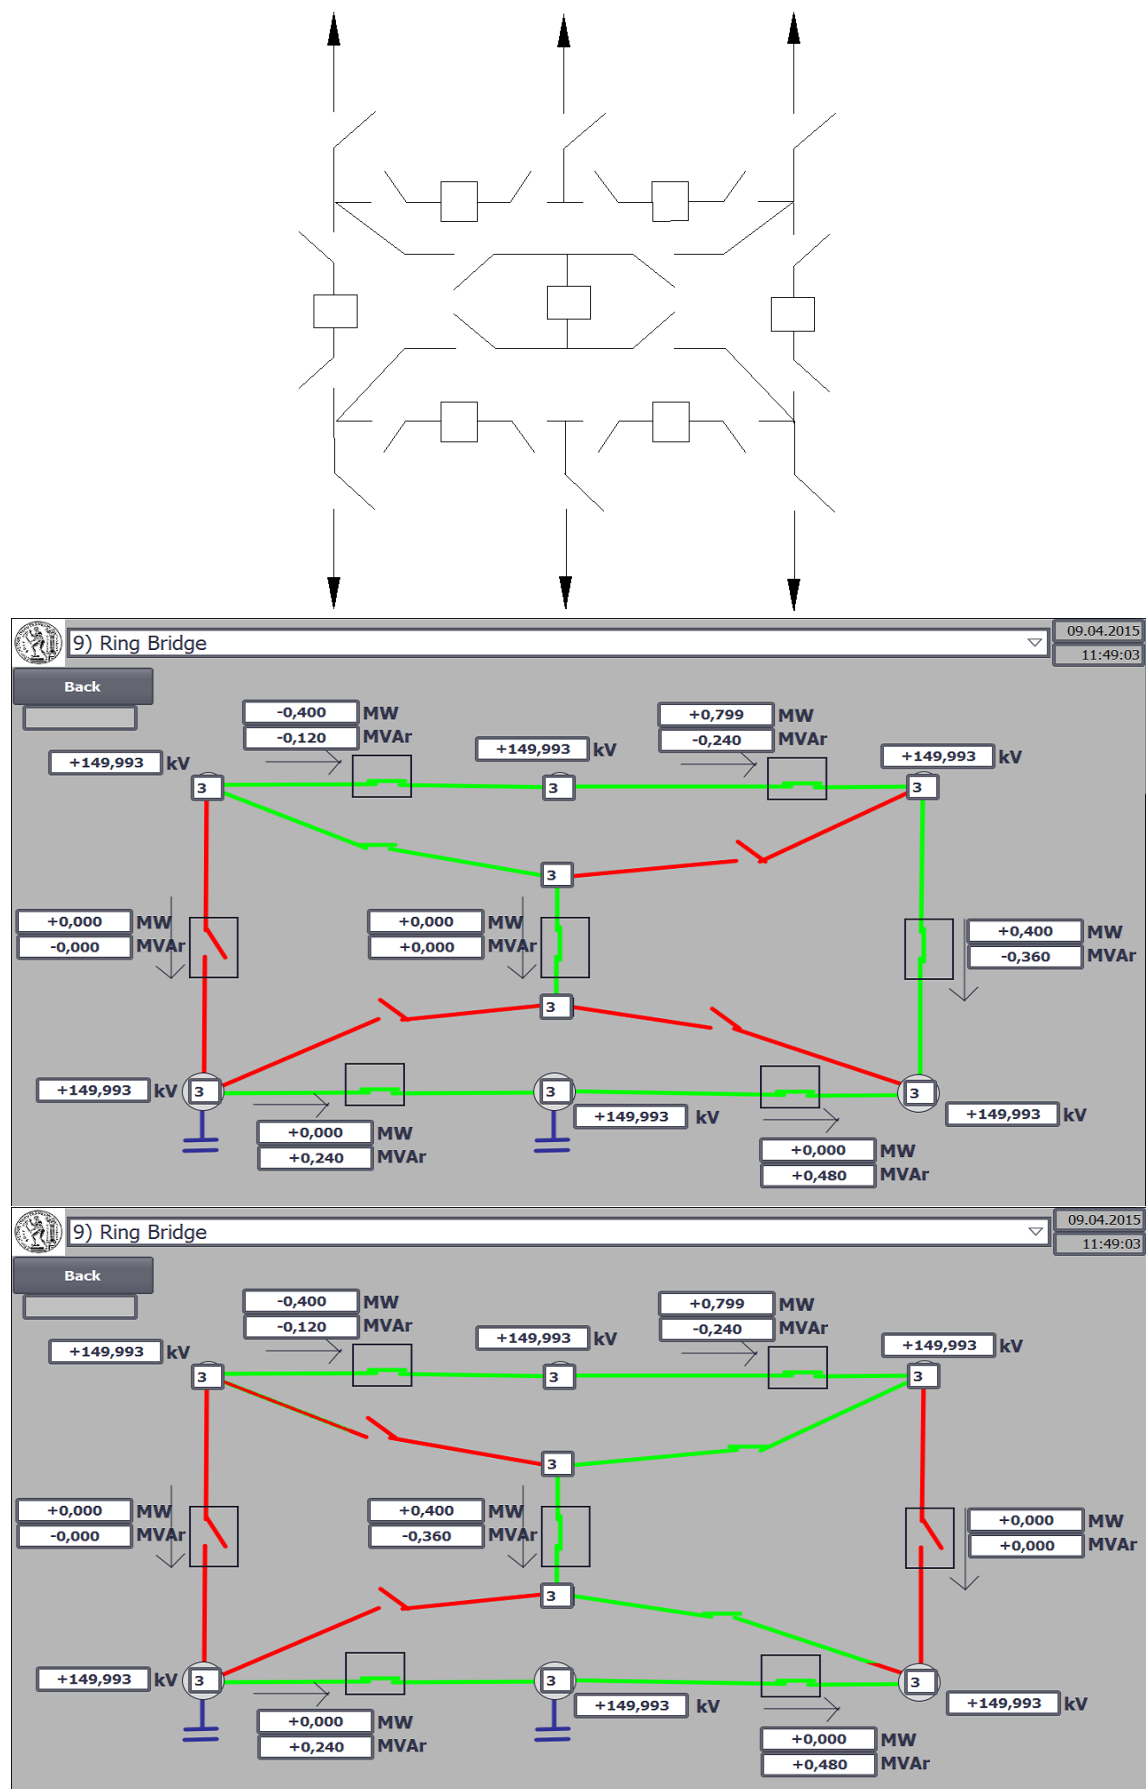 9) Ring Bridge
09.04.2015
11:49:03
Back
-0,400 MW
-0,120 MVAr
+0,799 MW
-0,240 MVAr
+149,993 kV
+149,993 kV
+149,993 kV
3
3
3
3
+0,000 MW
-0,000 MVAr
+0,000 MW
+0,000 MVAr
+0,400 MW
-0,360 MVAr
3
+149,993 kV
3
3
3
+149,993 kV
+149,993 kV
+0,000 MW
+0,240 MVAr
+0,000 MW
+0,480 MVAr
9) Ring Bridge
09.04.2015
11:49:03
Back
-0,400 MW
-0,120 MVAr
+0,799 MW
-0,240 MVAr
+149,993 kV
+149,993 kV
+149,993 kV
3
3
3
3
+0,000 MW
-0,000 MVAr
+0,400 MW
-0,360 MVAr
+0,000 MW
+0,000 MVAr
3
+149,993 kV
3
3
3
+149,993 kV
+149,993 kV
+0,000 MW
+0,240 MVAr
+0,000 MW
+0,480 MVAr